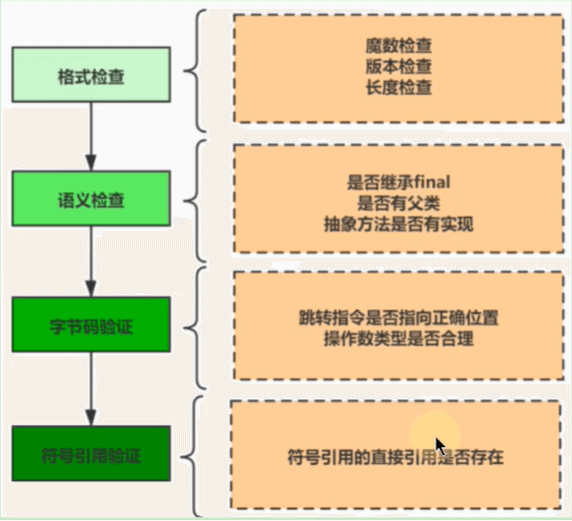 格式检查
魔数检查
版本检查
长度检查
语义检查
是否继承final
是否有父类
抽象方法是否有实现
字节码验证
跳转指令是否指向正确位置
操作数类型是否合理
符号引用验证
符号引用的直接引用是否存在